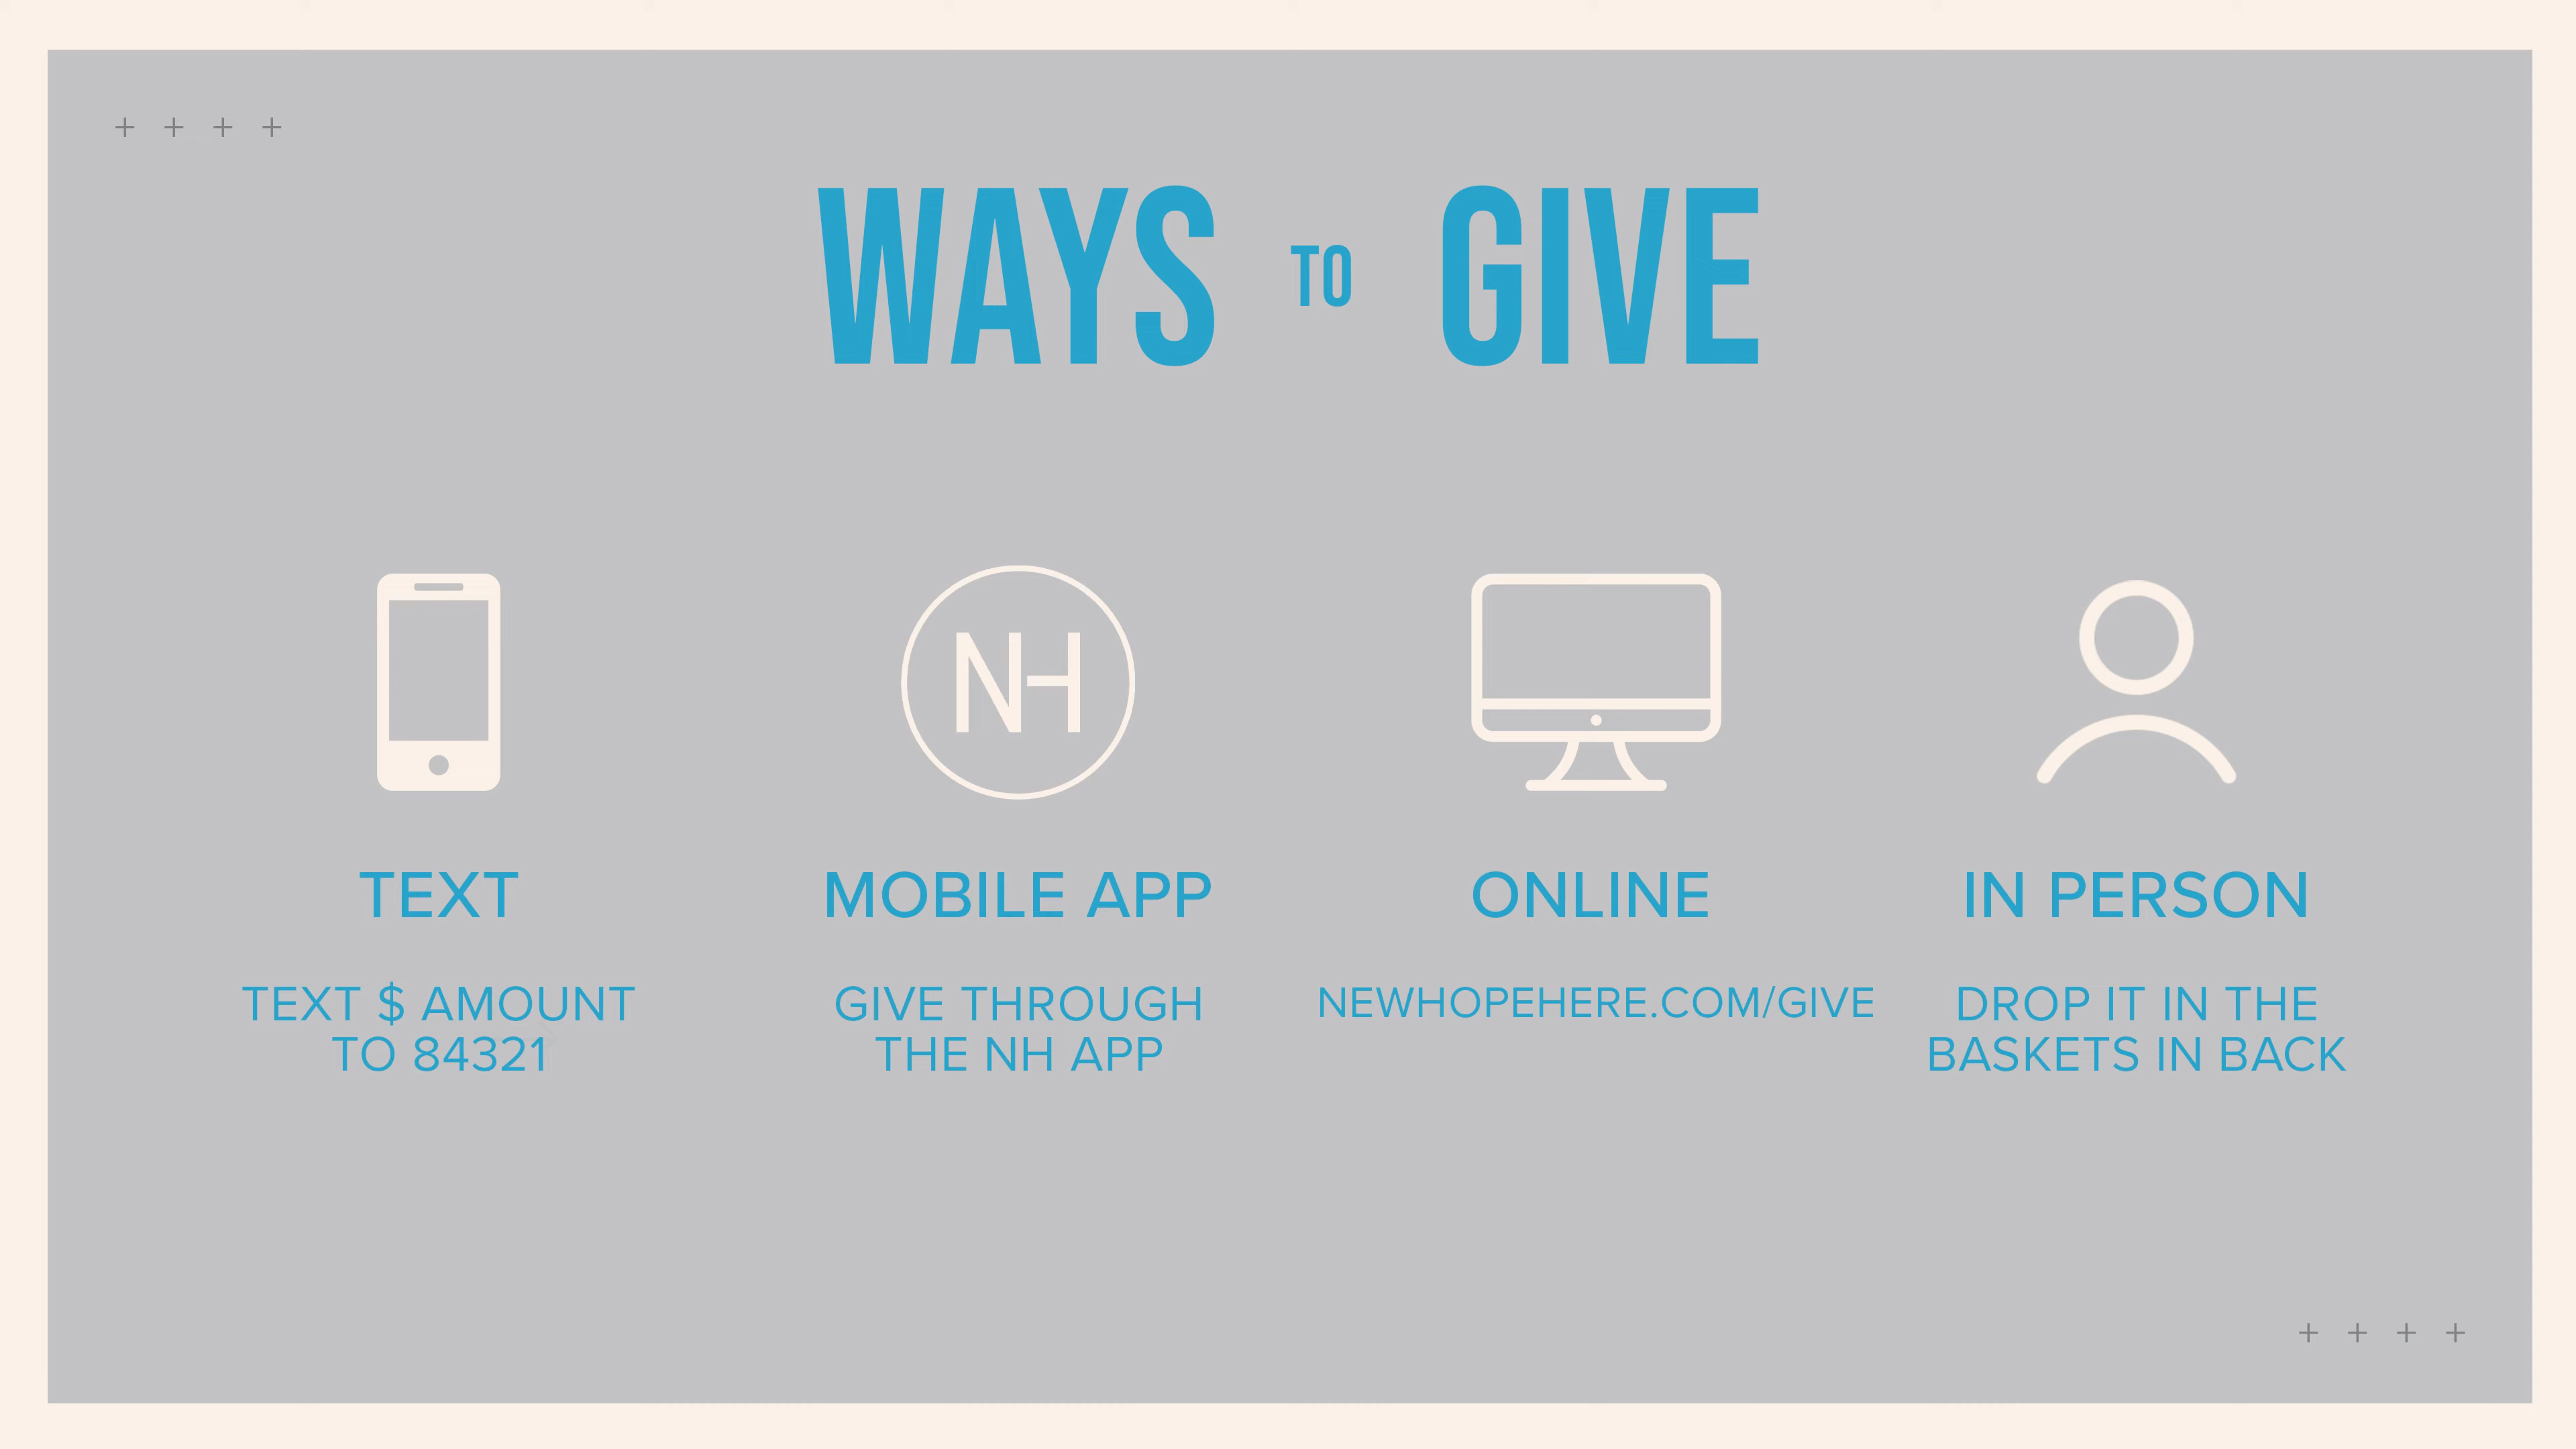 WAYS TO GIVE
NH
TEXT
TEXT $ AMOUNT
TO 84321
MOBILE APP
GIVE THROUGH
THE NH APP
ONLINE
NEWHOPEHERE.COM/GIVE
IN PERSON
DROP IT IN THE
BASKETS IN BACK